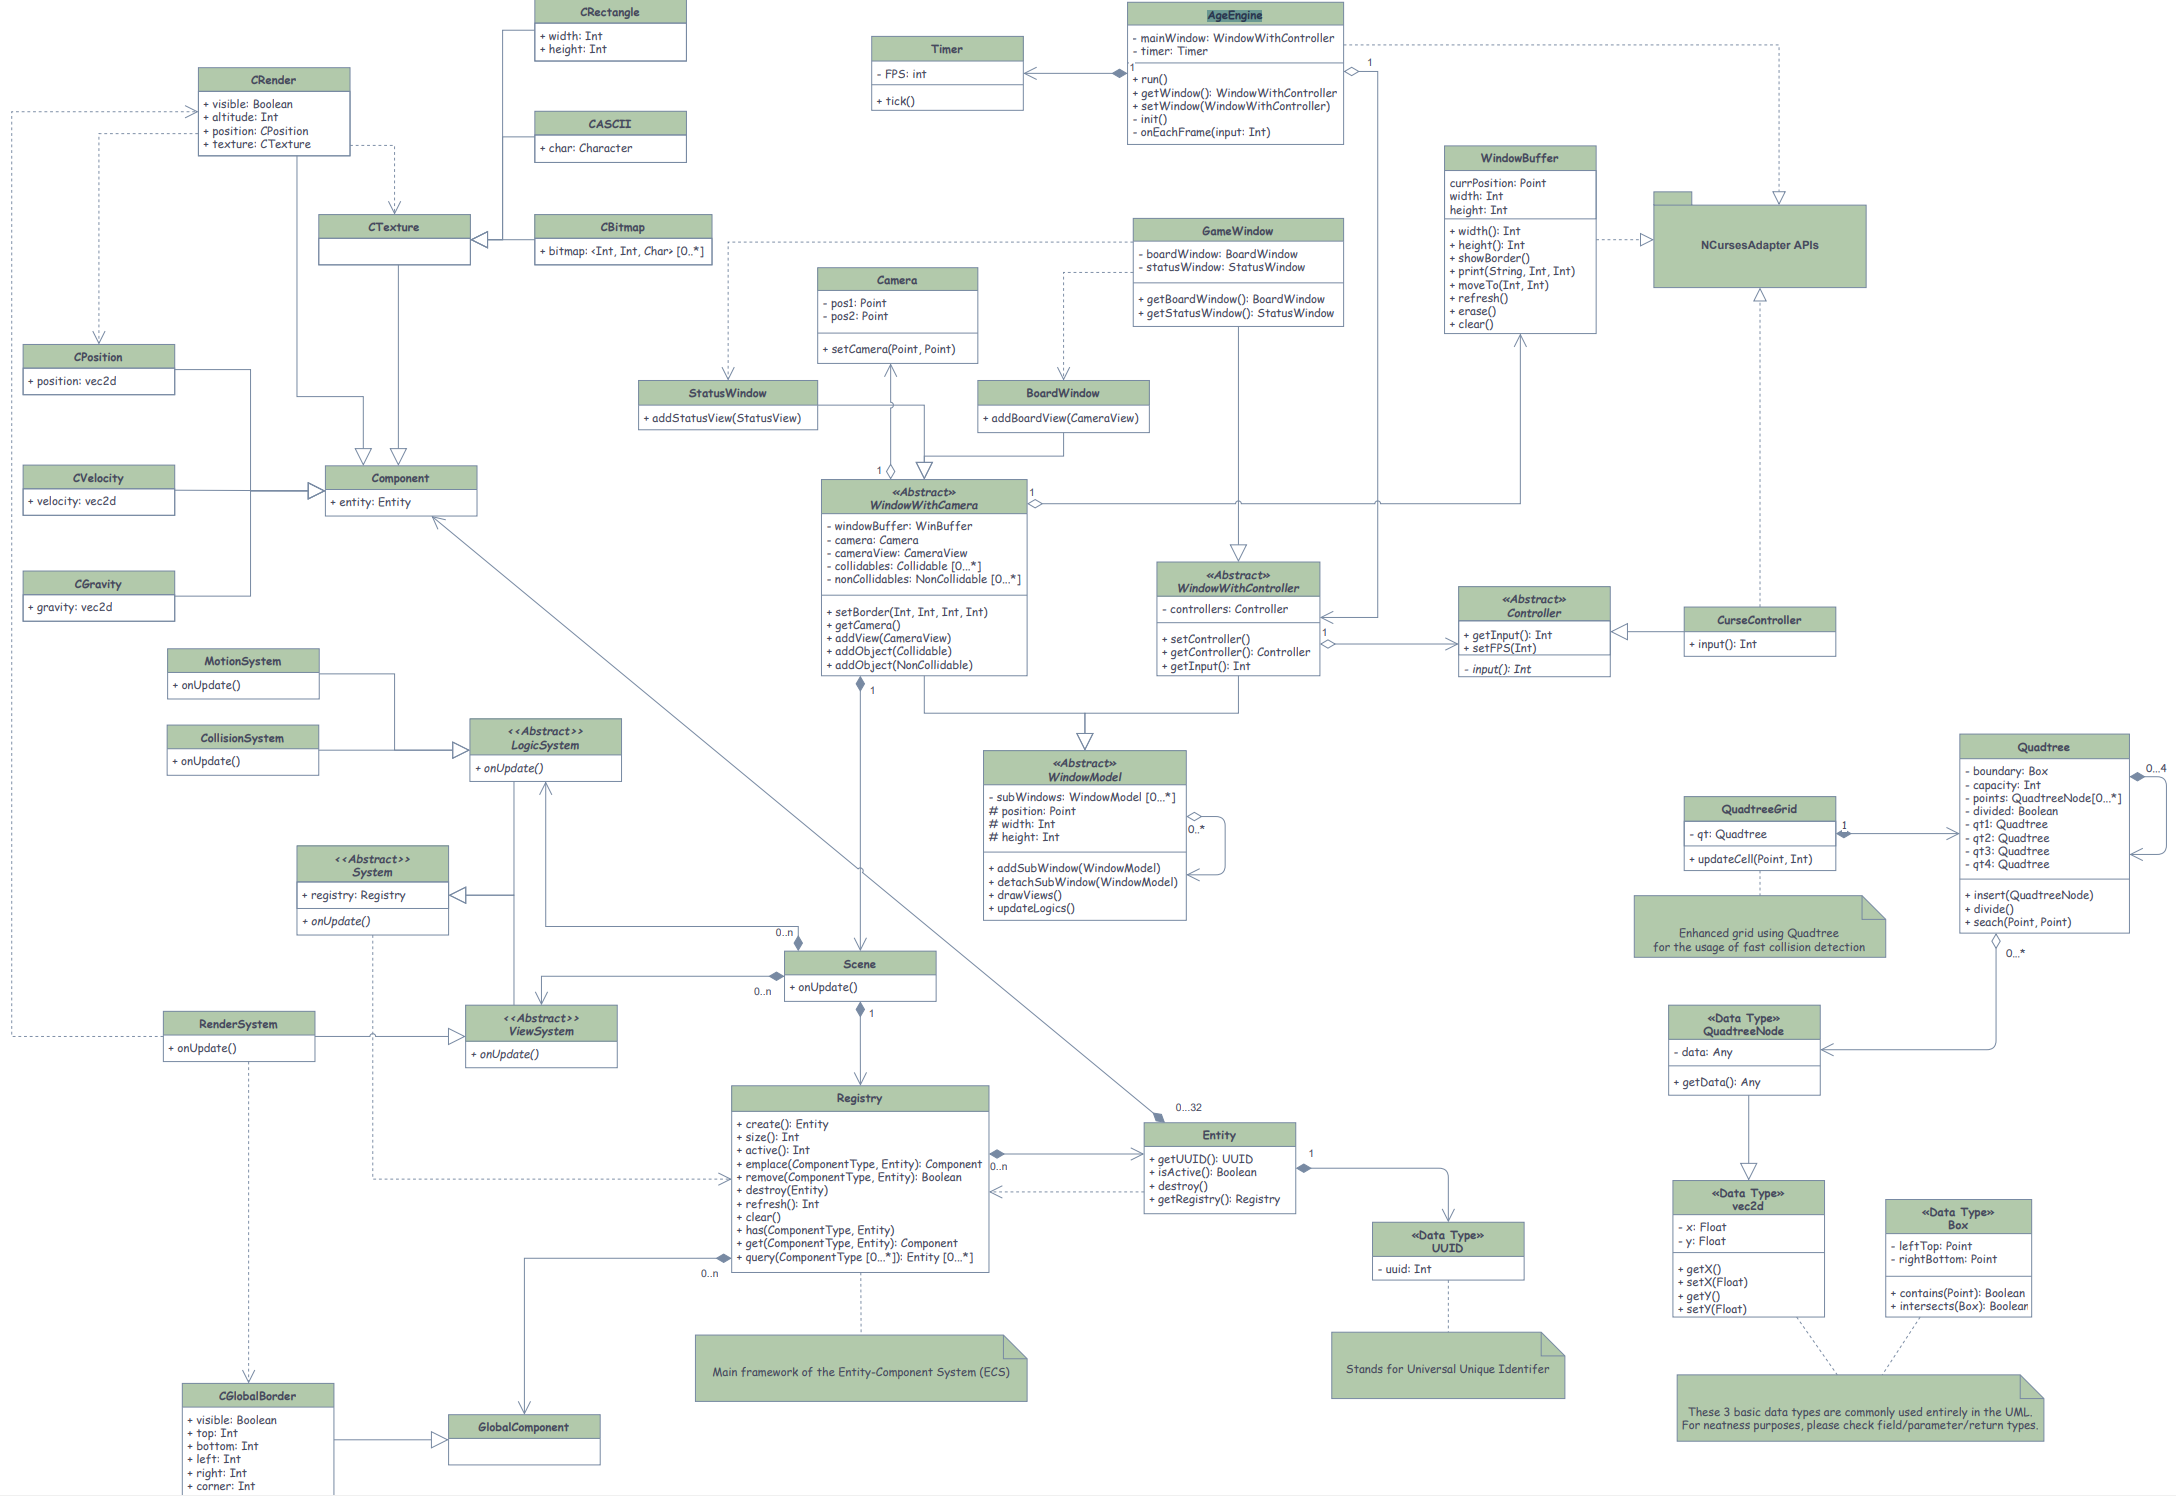 CRectangle
+ width: Int
+ height: Int
AgeEngine
- mainWindow: WindowWithController
- timer: Timer
+ run()
+ getWindow(): WindowWithController
+ setWindow(WindowWithController)
- init()
- onEachFrame(input: Int)
1
1
Timer
- FPS: int
+ tick()
CRender
+ visible: Boolean
+ altitude: Int
+ position: CPosition
+ texture: CTexture
CASCII
+ char: Character
WindowBuffer
currPosition: Point
width: Int
height: Int
+ width(): Int
+ height(): Int
+ showBorder()
+ print(String, Int, Int)
+ moveTo(Int, Int)
+ refresh()
+ erase()
+ clear()
NCursesAdapter APIs
CTexture
CBitmap
+ bitmap: <Int, Int, Char> [0..*]
GameWindow
- boardWindow: BoardWindow
- statusWindow: StatusWindow
+ getBoardWindow(): BoardWindow
+ getStatusWindow(): StatusWindow
Camera
- pos1: Point
- pos2: Point
+ setCamera(Point, Point)
CPosition
+ position: vec2d
StatusWindow
+ addStatusView(StatusView)
BoardWindow
+ addBoardView(CameraView)
1
CVelocity
+ velocity: vec2d
Component
+ entity: Entity
«Abstract»
WindowWithCamera
- windowBuffer: WinBuffer
- camera: Camera
- cameraView: CameraView
- collidables: Collidable [0...*]
- nonCollidables: NonCollidable [0...*]
+ setBorder(Int, Int, Int, Int)
+ getCamera()
+ addView(CameraView)
+ addObject(Collidable)
+ addObject(NonCollidable)
1
1
CGravity
+ gravity: vec2d
«Abstract»
WindowWithController
- controllers: Controller
+ setController()
+ getController(): Controller
+ getInput(): Int
1
«Abstract»
Controller
+ getInput(): Int
+ setFPS(Int)
- input(): Int
CurseController
+ input(): Int
MotionSystem
+ onUpdate()
CollisionSystem
+ onUpdate()
<<Abstract>>
LogicSystem
+ onUpdate()
«Abstract»
WindowModel
- subWindows: WindowModel [0...*]
# position: Point
# width: Int
# height: Int
+ addSubWindow(WindowModel)
+ detachSubWindow(WindowModel)
+ drawViews()
+ updateLogics()
0..*
Quadtree
- boundary: Box
- capacity: Int
- points: QuadtreeNode[0...*]
- divided: Boolean
- qt1: Quadtree
- qt2: Quadtree
- qt3: Quadtree
- qt4: Quadtree
+ insert(QuadtreeNode)
+ divide()
+ seach(Point, Point)
0...4
0...*
QuadtreeGrid
- qt: Quadtree
+ updateCell(Point, Int)
1
Enhanced grid using Quadtree
for the usage of fast collision detection
<<Abstract>>
System
+ registry: Registry
+ onUpdate()
0..n
0..n
Scene
+ onUpdate()
1
RenderSystem
+ onUpdate()
<<Abstract>>
ViewSystem
+ onUpdate()
«Data Type»
QuadtreeNode
- data: Any
+ getData(): Any
Registry
+ create(): Entity
+ size(): Int
+ active(): Int
+ emplace(ComponentType, Entity): Component
+ remove(ComponentType, Entity): Boolean
+ destroy(Entity)
+ refresh(): Int
+ clear()
+ has(ComponentType, Entity)
+ get(ComponentType, Entity): Component
+ query(ComponentType [0...*]): Entity [0...*]
0..n
0..n
0...32
Entity
+ getUUID(): UUID
+ isActive(): Boolean
+ destroy()
+ getRegistry(): Registry
1
«Data Type»
UUID
- uuid: Int
«Data Type»
vec2d
- x: Float
- y: Float
+ getX()
+ setX(Float)
+ getY()
+ setY(Float)
«Data Type»
Box
- leftTop: Point
- rightBottom: Point
+ contains(Point): Boolean
+ intersects(Box): Boolean
Main framework of the Entity-Component System (ECS)
Stands for Universal Unique Identifer
These 3 basic data types are commonly used entirely in the UML.
For neatness purposes, please check field/parameter/return types.
CGlobalBorder
+ visible: Boolean
+ top: Int
+ bottom: Int
+ left: Int
+ right: Int
+ corner: Int
GlobalComponent